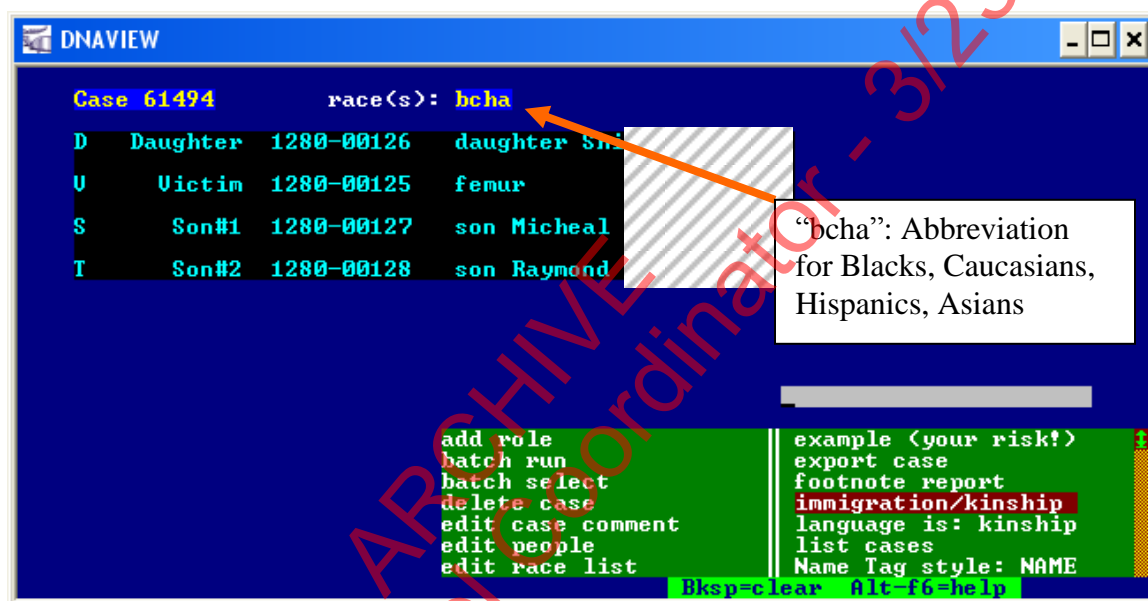 DNAVIEW
Case 61494 race(s): bcha
D Daughter 1280-00126 daughter
V Victim 1280-00125 femur
S Son#1 1280-00127 son Micheal
T Son#2 1280-00128 son Raymond
“bcha”: Abbreviation
for Blacks, Caucasians,
Hispanics, Asians
add role
batch run
batch select
delete case
edit case comment
edit people
edit race list
example (your risk!)
export case
footnote report
immigration/kinship
language is: kinship
list cases
Name Tag style: NAME
Bksp=clear Alt-f6=help
ARCHIVE
Coordinator - 3/23